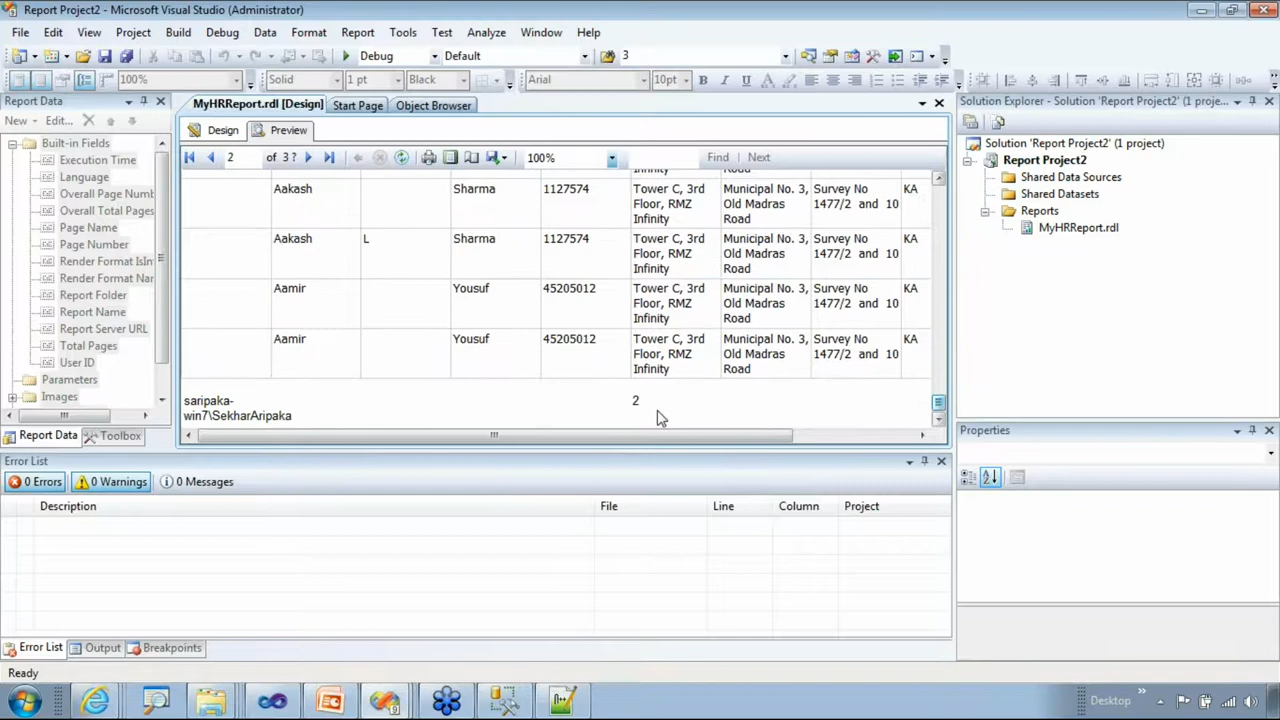 Report Project2 - Microsoft Visual Studio (Administrator)
File Edit View Project Build Debug Data Format Report Tools Test Analyze Window Help
Debug Default 3
100% Solid 1 pt Black Arial 10pt B I U A
Report Data
New Edit...
Built-in Fields
Execution Time
Language
Overall Page Numb
Overall Total Pages
Page Name
Page Number
Render Format IsIn
Render Format Nar
Report Folder
Report Name
Report Server URL
Total Pages
User ID
Parameters
Images
Report Data Toolbox
MyHRReport.rdl [Design] Start Page Object Browser
Design Preview
2 of 3 ? 100% Find Next
Aakash Sharma 1127574 Tower C, 3rd Municipal No. 3, Survey No KA
Floor, RMZ Old Madras 1477/2 and 10
Infinity Road
Aakash L Sharma 1127574 Tower C, 3rd Municipal No. 3, Survey No KA
Floor, RMZ Old Madras 1477/2 and 10
Infinity Road
Aamir Yousuf 45205012 Tower C, 3rd Municipal No. 3, Survey No KA
Floor, RMZ Old Madras 1477/2 and 10
Infinity Road
Aamir Yousuf 45205012 Tower C, 3rd Municipal No. 3, Survey No KA
Floor, RMZ Old Madras 1477/2 and 10
Infinity Road
saripaka- 2
win7\SekharAripaka
Solution Explorer - Solution 'Report Project2' (1 proje...
Solution 'Report Project2' (1 project)
Report Project2
Shared Data Sources
Shared Datasets
Reports
MyHRReport.rdl
Properties
Error List
0 Errors 0 Warnings 0 Messages
Description File Line Column Project
Error List Output Breakpoints
Ready
Desktop